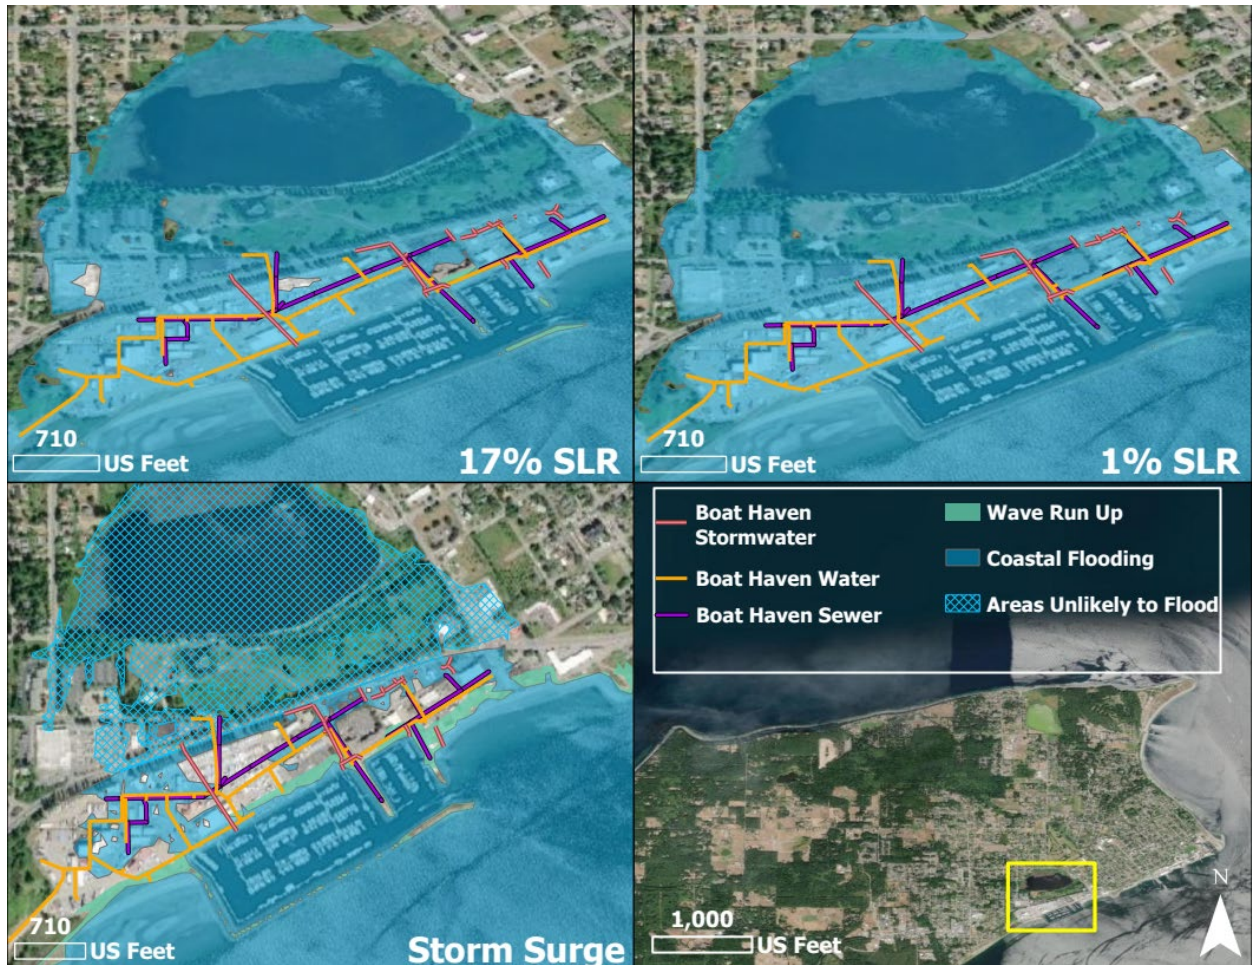 710
US Feet
17% SLR
710
US Feet
1% SLR
710
US Feet
Storm Surge
Boat Haven
Stormwater
Boat Haven Water
Boat Haven Sewer
Wave Run Up
Coastal Flooding
Areas Unlikely to Flood
1,000
US Feet
N